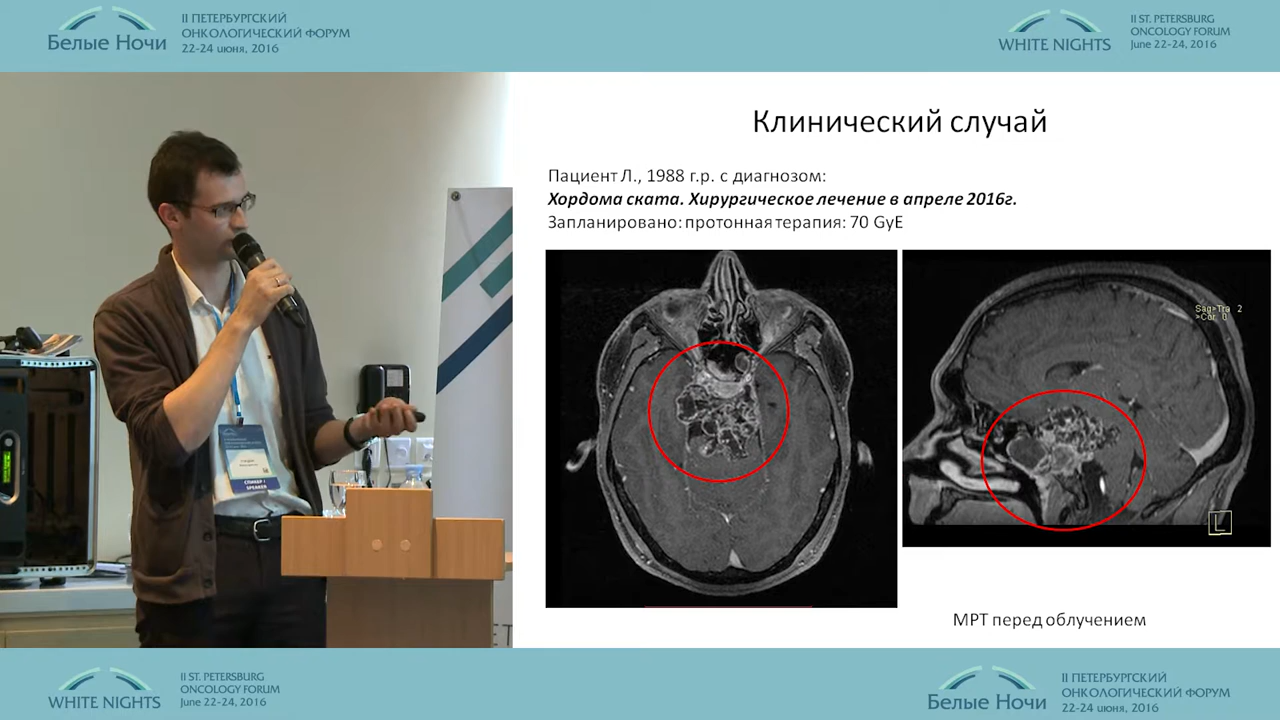 Белые Ночи
II ПЕТЕРБУРГСКИЙ
ОНКОЛОГИЧЕСКИЙ ФОРУМ
22-24 июня, 2016
WHITE NIGHTS
II ST. PETERSBURG
ONCOLOGY FORUM
June 22-24, 2016
Клинический случай
Пациент Л., 1988 г.р. с диагнозом:
Хордома ската. Хирургическое лечение в апреле 2016г.
Запланировано: протонная терапия: 70 GyE
Sag>Tra 2
>Cor 0
L
МРТ перед облучением
СПИКЕР /
SPEAKER
WHITE NIGHTS
II ST. PETERSBURG
ONCOLOGY FORUM
June 22-24, 2016
Белые Ночи
II ПЕТЕРБУРГСКИЙ
ОНКОЛОГИЧЕСКИЙ ФОРУМ
22-24 июня, 2016